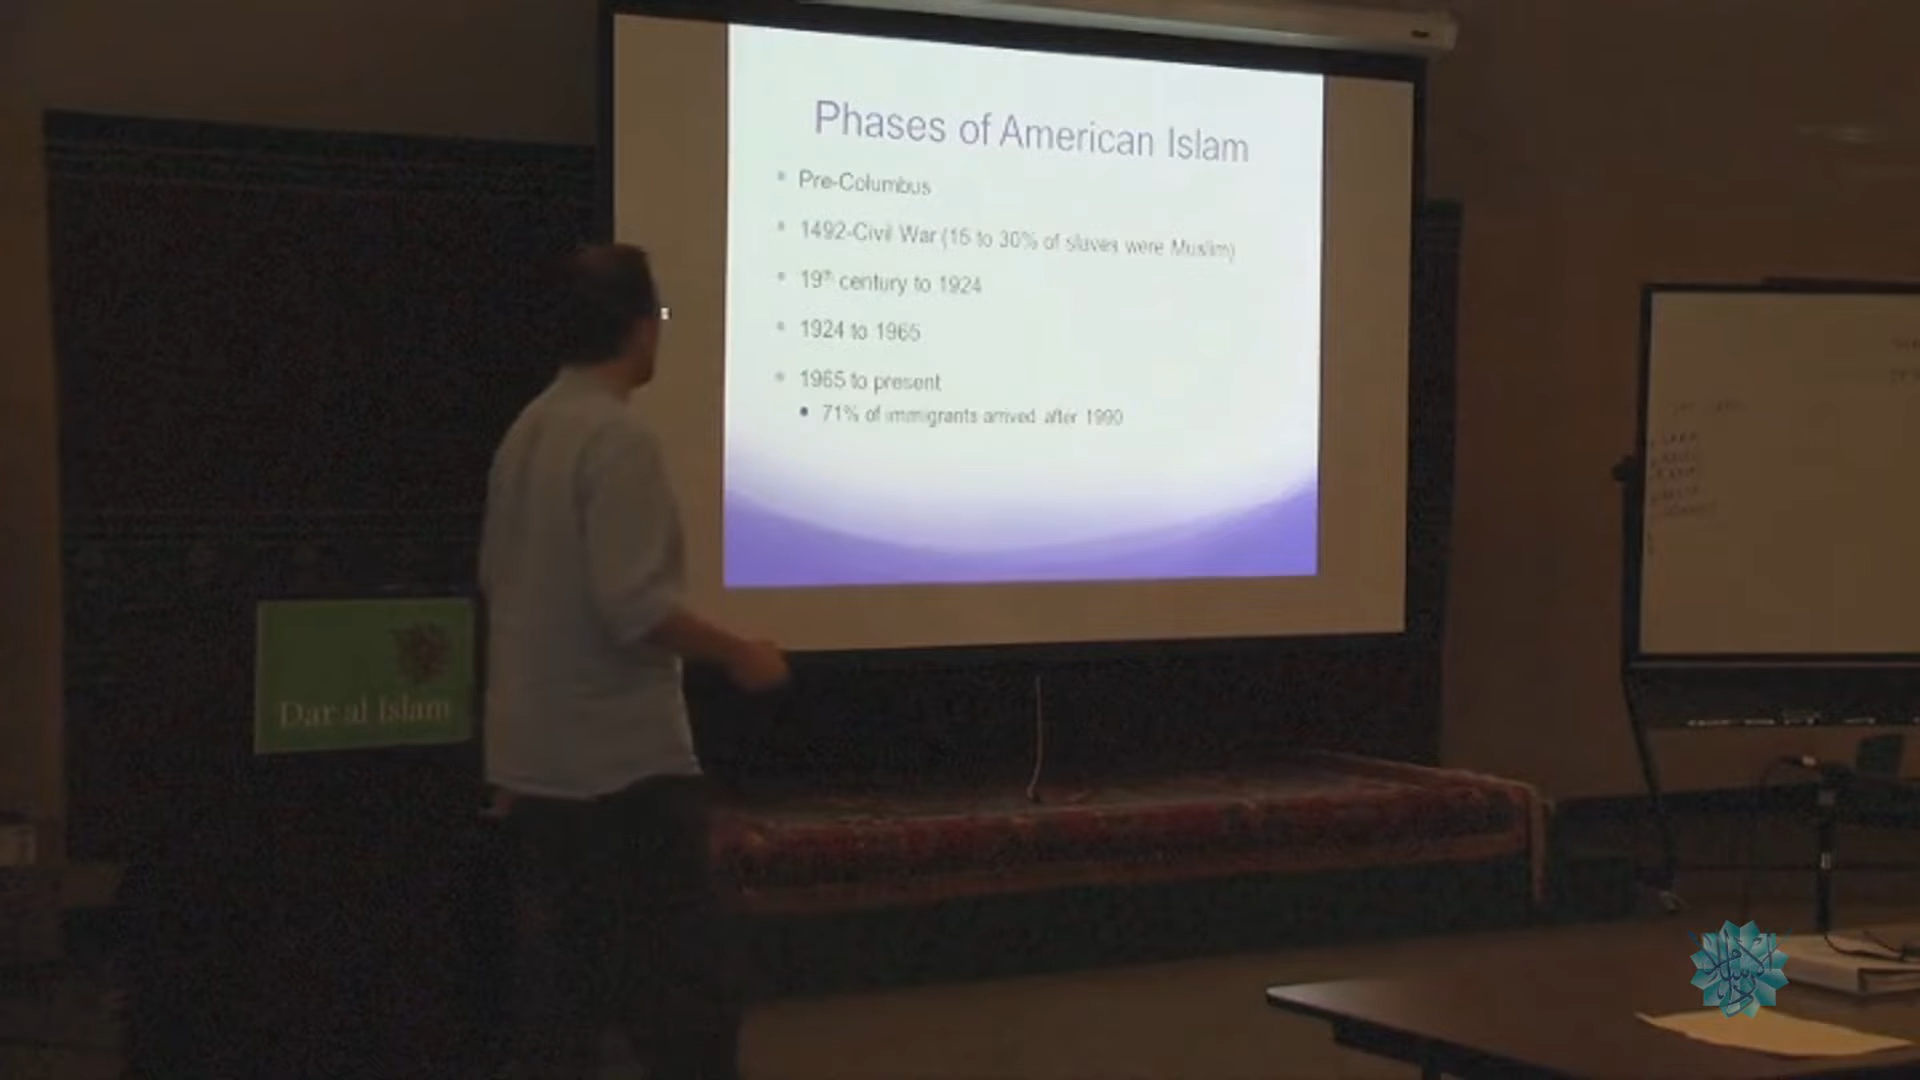 Phases of American Islam
Pre-Columbus
1492-Civil War (15 to 30% of slaves were Muslim)
19th century to 1924
1924 to 1965
1965 to present
71% of immigrants arrived after 1990
Dar al Islam